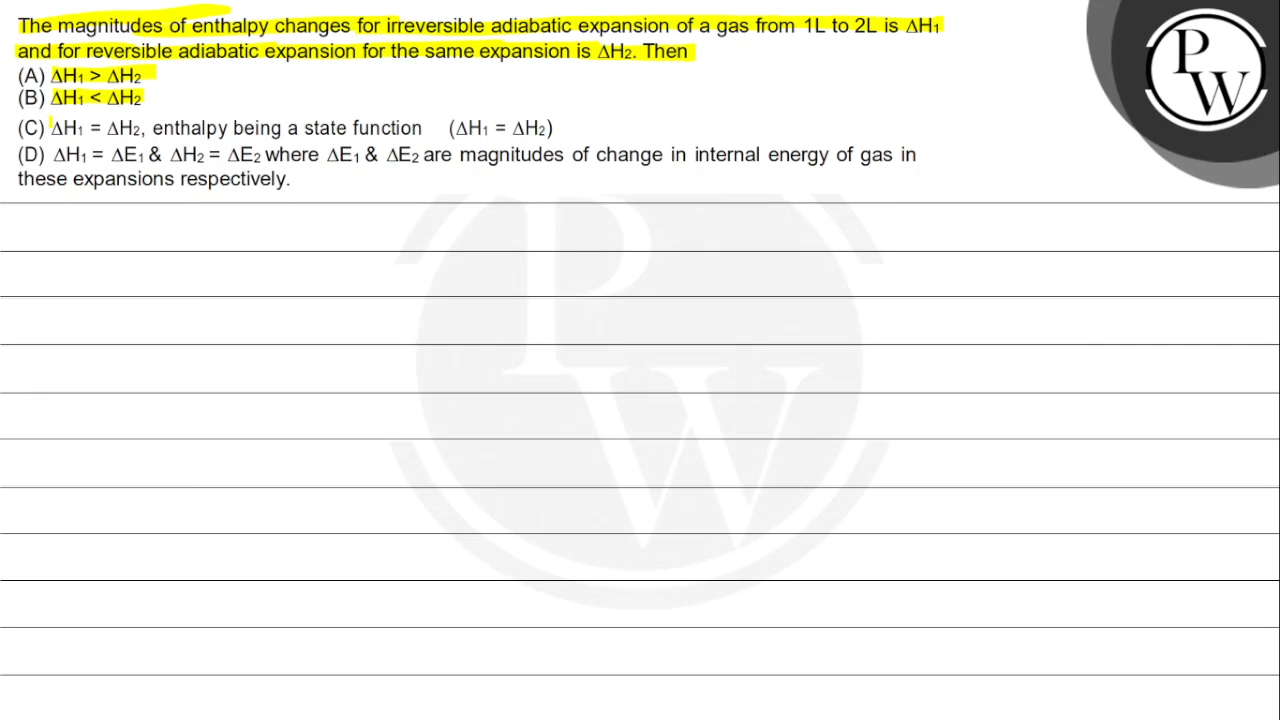 The magnitudes of enthalpy changes for irreversible adiabatic expansion of a gas from 1L to 2L is ΔH₁
and for reversible adiabatic expansion for the same expansion is ΔH₂. Then
(A) ΔH₁ > ΔH₂
(B) ΔH₁ < ΔH₂
(C) ΔH₁ = ΔH₂, enthalpy being a state function (ΔH₁ = ΔH₂)
(D) ΔH₁ = ΔE₁ & ΔH₂ = ΔE₂ where ΔE₁ & ΔE₂ are magnitudes of change in internal energy of gas in
these expansions respectively.
P
W
P
W